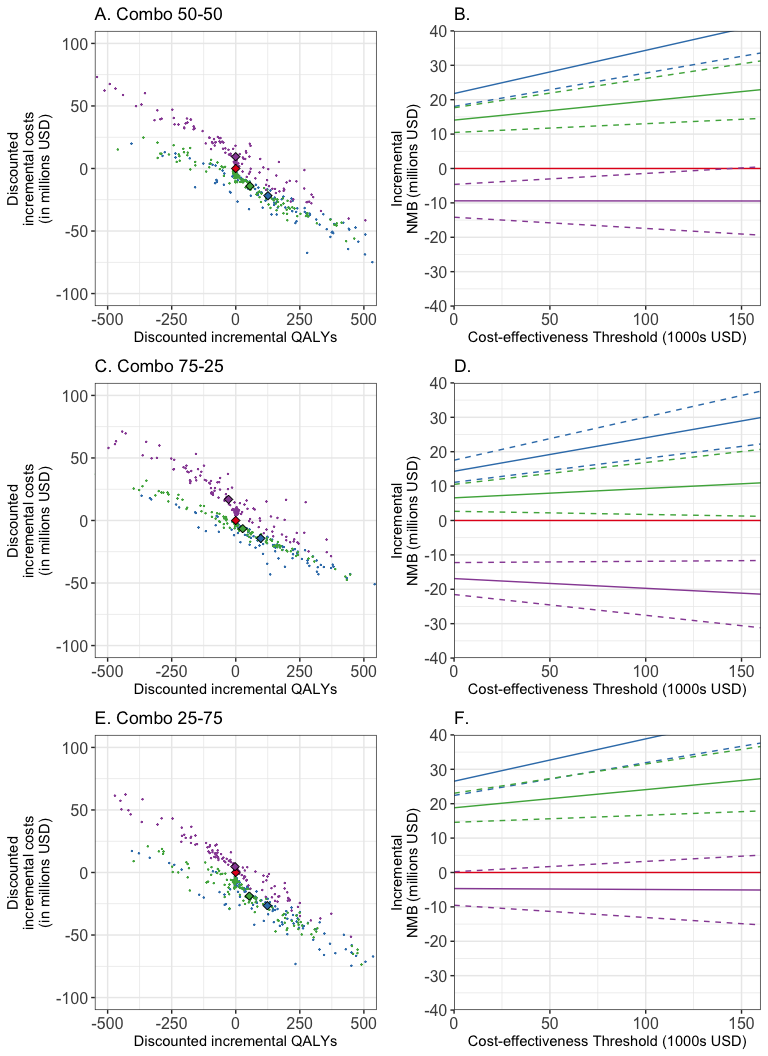 A. Combo 50-50
B.
100
50
0
-50
-100
Discounted
incremental costs
(in millions USD)
-500
-250
0
250
500
Discounted incremental QALYs
40
30
20
10
0
-10
-20
-30
-40
Incremental
NMB (millions USD)
0
50
100
150
Cost-effectiveness Threshold (1000s USD)
C. Combo 75-25
D.
100
50
0
-50
-100
Discounted
incremental costs
(in millions USD)
-500
-250
0
250
500
Discounted incremental QALYs
40
30
20
10
0
-10
-20
-30
-40
Incremental
NMB (millions USD)
0
50
100
150
Cost-effectiveness Threshold (1000s USD)
E. Combo 25-75
F.
100
50
0
-50
-100
Discounted
incremental costs
(in millions USD)
-500
-250
0
250
500
Discounted incremental QALYs
40
30
20
10
0
-10
-20
-30
-40
Incremental
NMB (millions USD)
0
50
100
150
Cost-effectiveness Threshold (1000s USD)